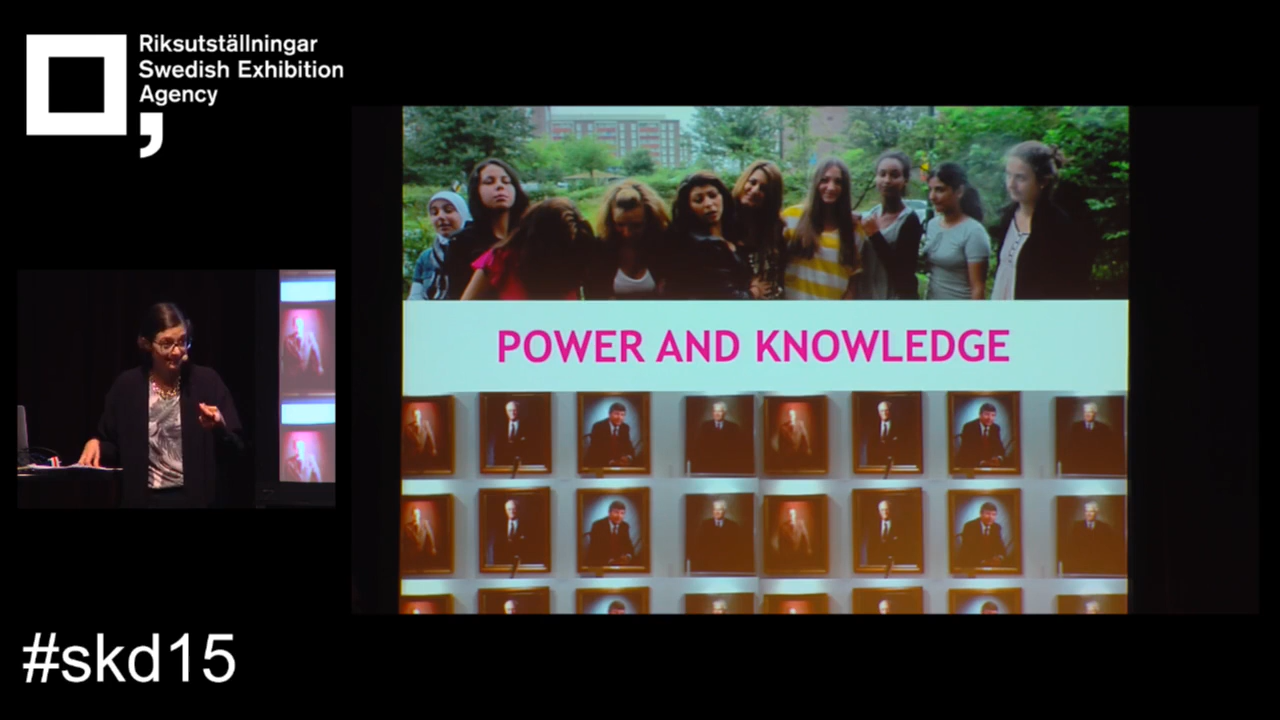 Riksutställningar
Swedish Exhibition
Agency
POWER AND KNOWLEDGE
#skd15